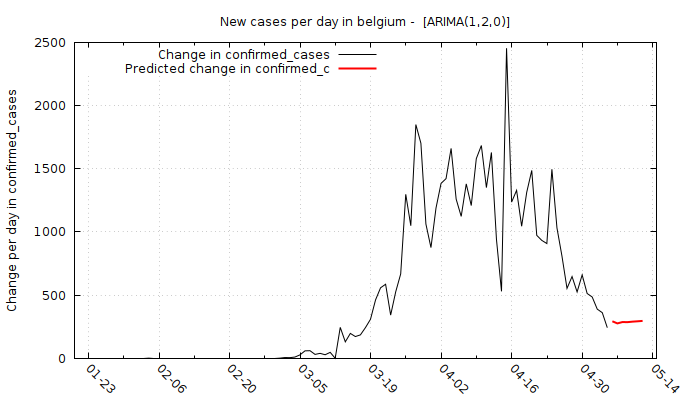 New cases per day in belgium -  [ARIMA(1,2,0)]
Change in confirmed_cases
Predicted change in confirmed_c
Change per day in confirmed_cases
2500
2000
1500
1000
500
0
01-23 02-06 02-20 03-05 03-19 04-02 04-16 04-30 05-14